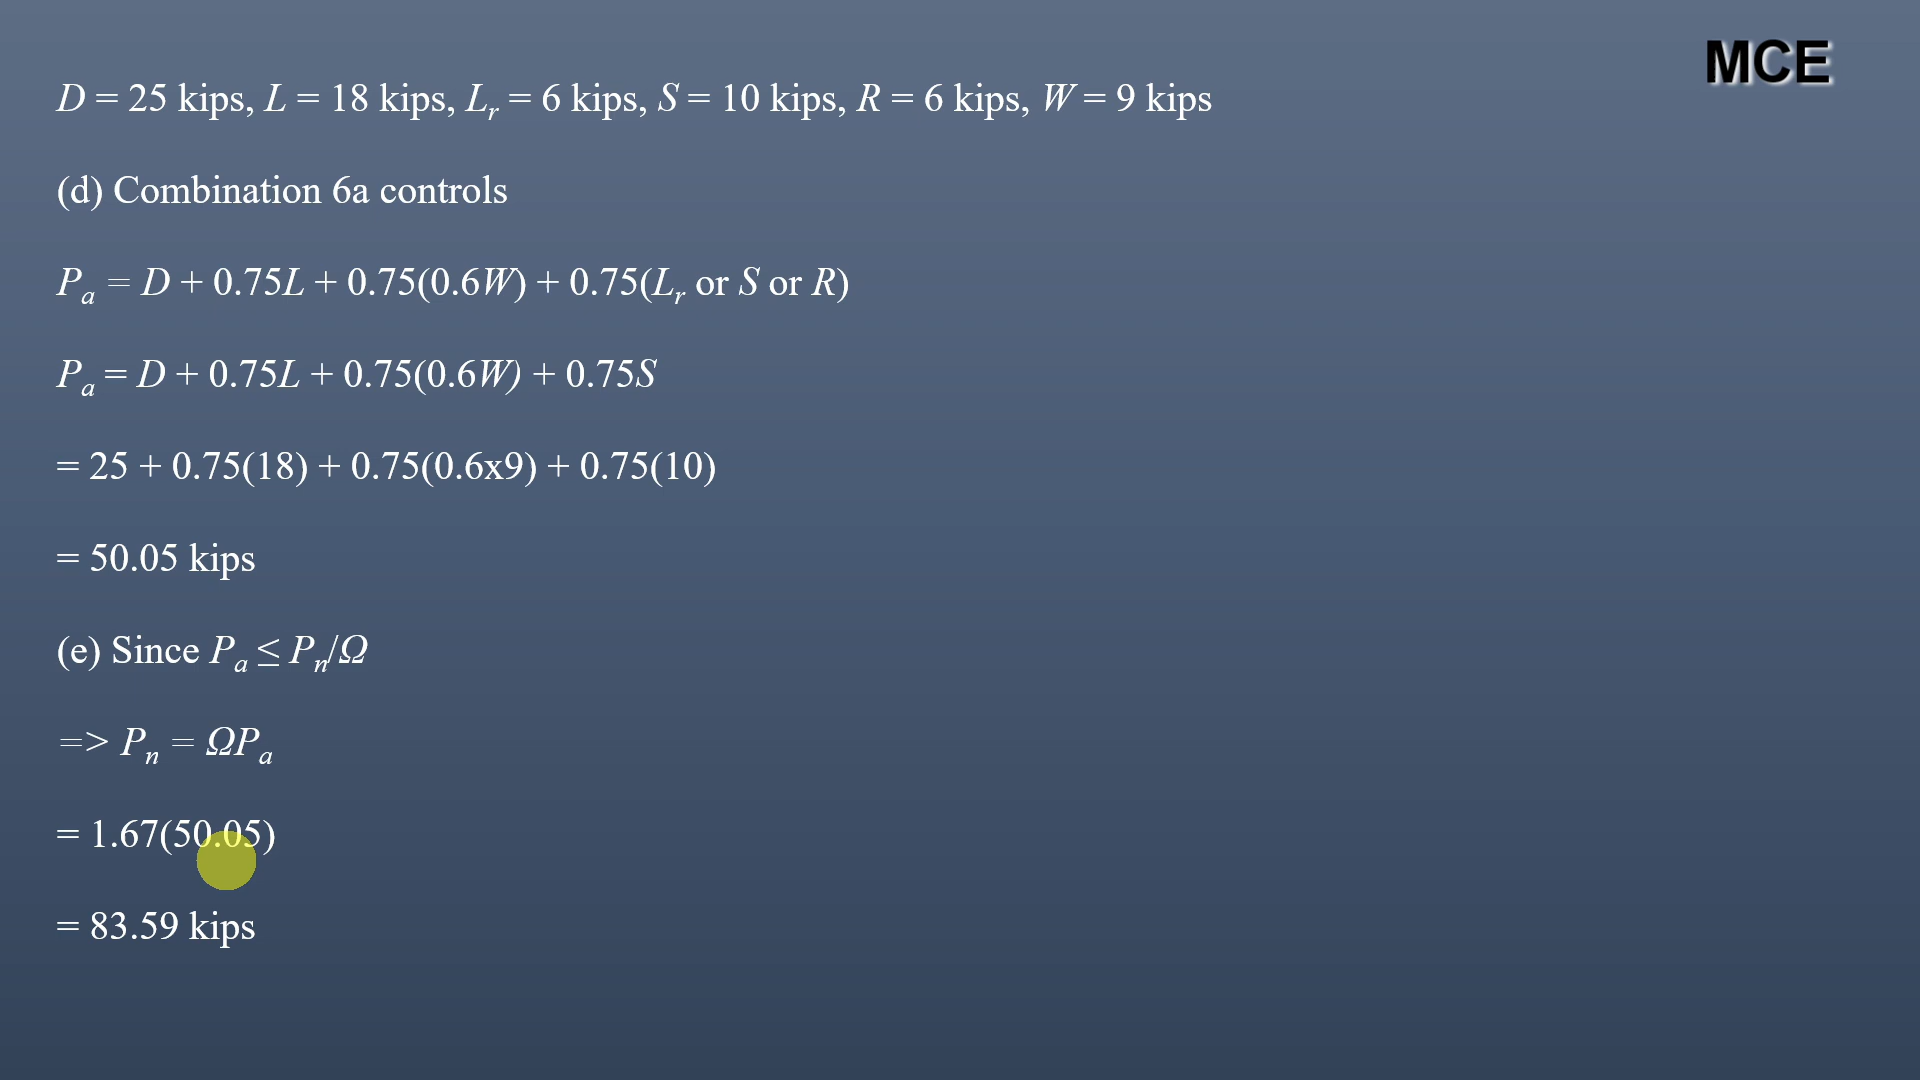 MCE
D = 25 kips, L = 18 kips, Lr = 6 kips, S = 10 kips, R = 6 kips, W = 9 kips
(d) Combination 6a controls
Pa = D + 0.75L + 0.75(0.6W) + 0.75(Lr or S or R)
Pa = D + 0.75L + 0.75(0.6W) + 0.75S
= 25 + 0.75(18) + 0.75(0.6x9) + 0.75(10)
= 50.05 kips
(e) Since Pa ≤ Pn/Ω
=> Pn = ΩPa
= 1.67(50.05)
= 83.59 kips